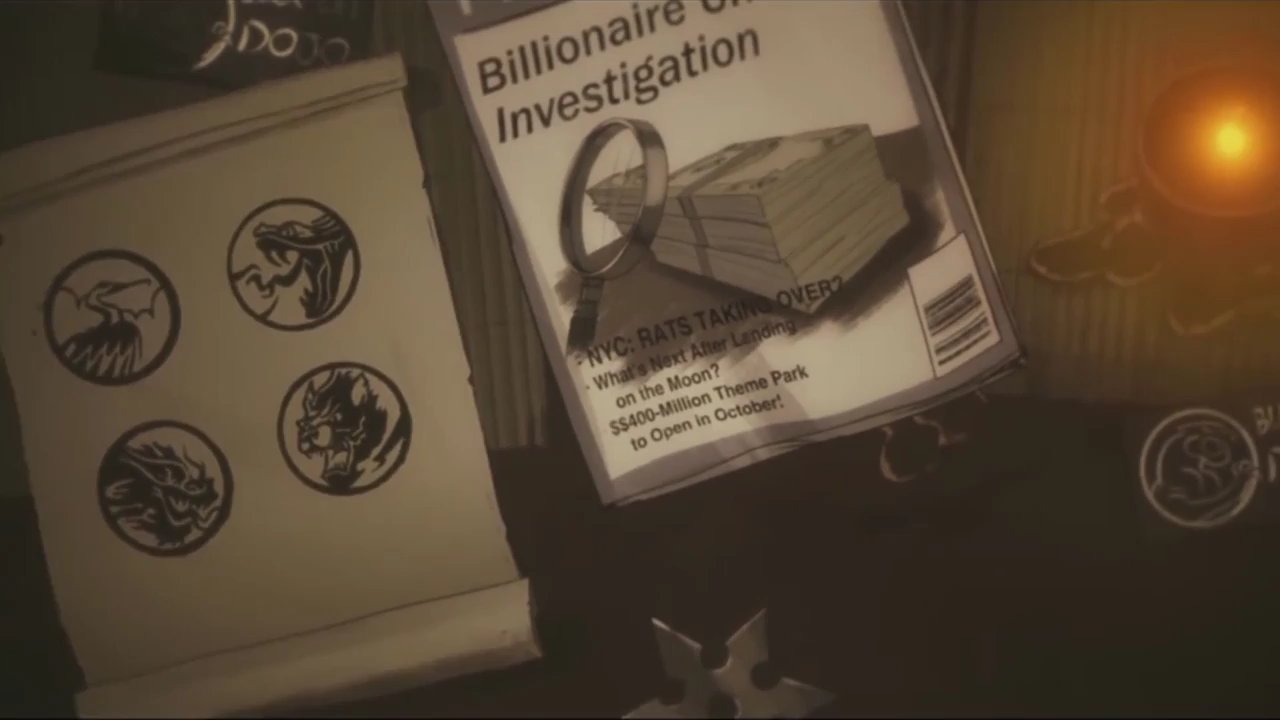 DOJO
Billionaire
Investigation
- NYC: RATS TAKING OVER?
- What's Next After Landing
on the Moon?
$$400-Million Theme Park
to Open in October!